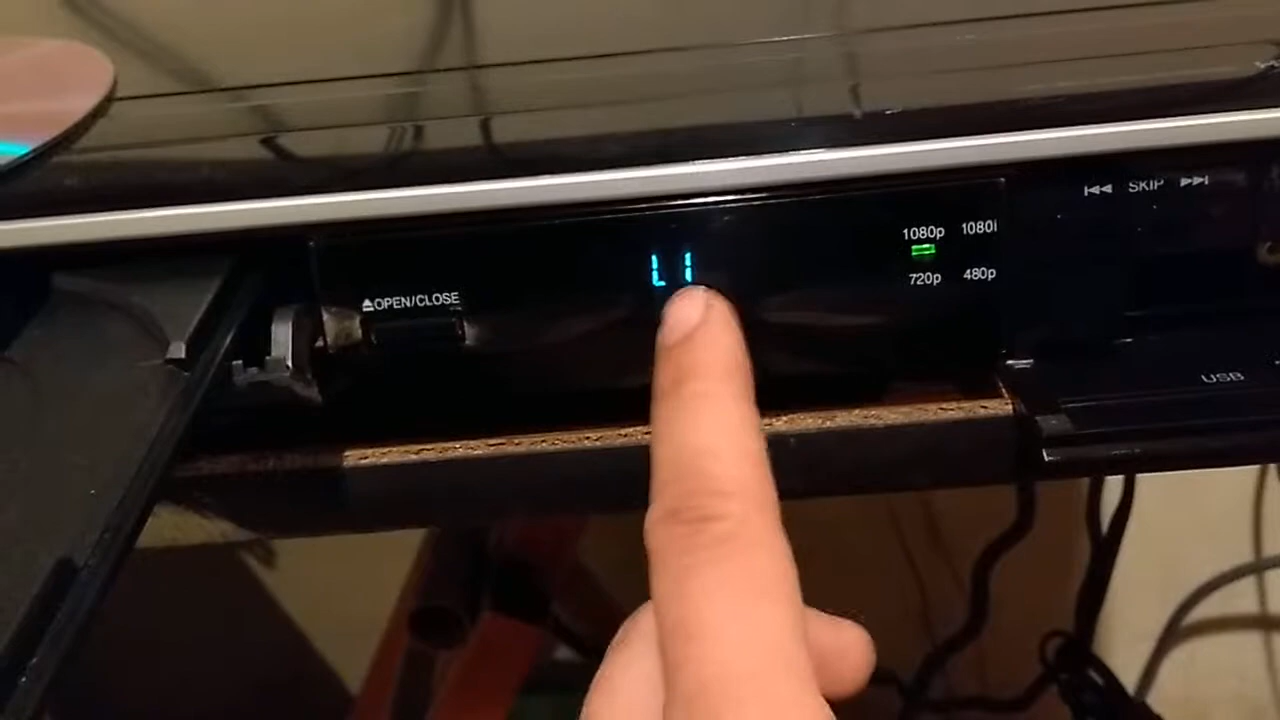 ⏮ SKIP ⏭
1080p 1080i
L1
720p 480p
⏏OPEN/CLOSE
USB